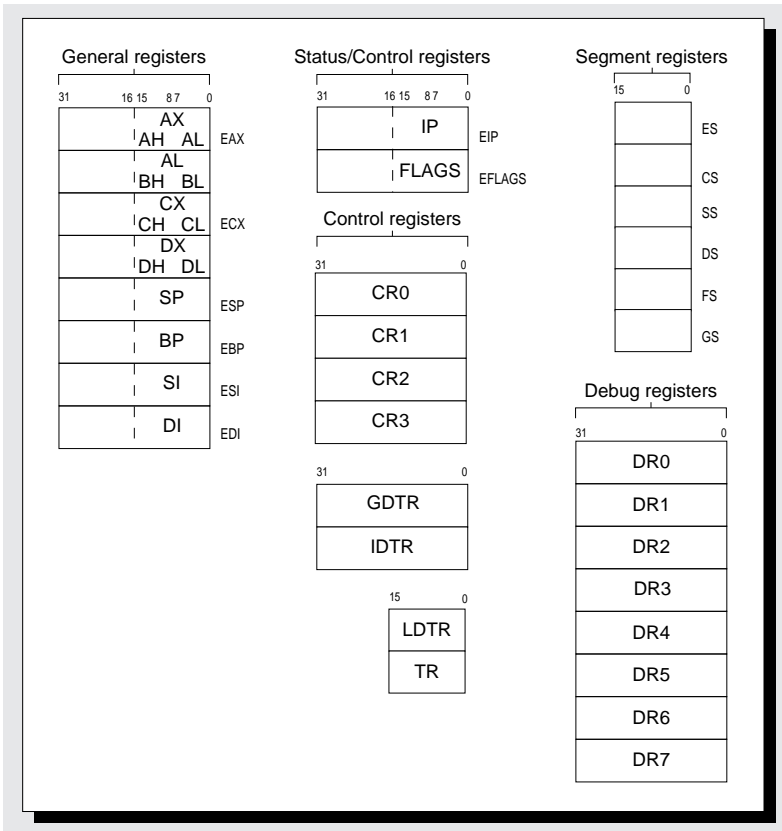 General registers
31 16 15 8 7 0
AX
AH AL EAX
AL
BH BL
CX
CH CL ECX
DX
DH DL
SP ESP
BP EBP
SI ESI
DI EDI
Status/Control registers
31 16 15 8 7 0
IP EIP
FLAGS EFLAGS
Control registers
31 0
CR0
CR1
CR2
CR3
31 0
GDTR
IDTR
15 0
LDTR
TR
Segment registers
15 0
ES
CS
SS
DS
FS
GS
Debug registers
31 0
DR0
DR1
DR2
DR3
DR4
DR5
DR6
DR7